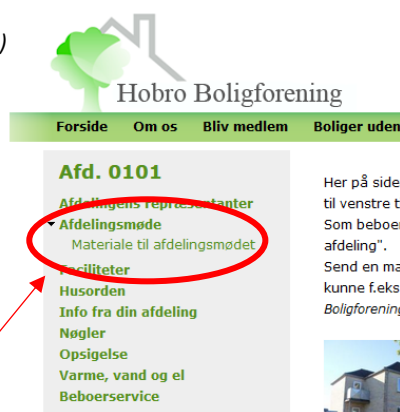 )
Hobro Boligforening
Forside Om os Bliv medlem Boliger uden
Afd. 0101
Afdelingens repræsentanter
Afdelingsmøde
Materiale til afdelingsmødet
Faciliteter
Husorden
Info fra din afdeling
Nøgler
Opsigelse
Varme, vand og el
Beboerservice
Her på side
til venstre t
Som beboer
afdeling".
Send en ma
kunne f.eks
Boligforening